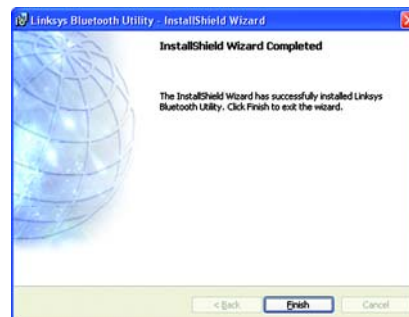 Linksys Bluetooth Utility - InstallShield Wizard
InstallShield Wizard Completed
The InstallShield Wizard has successfully installed Linksys
Bluetooth Utility. Click Finish to exit the wizard.
< Back
Finish
Cancel